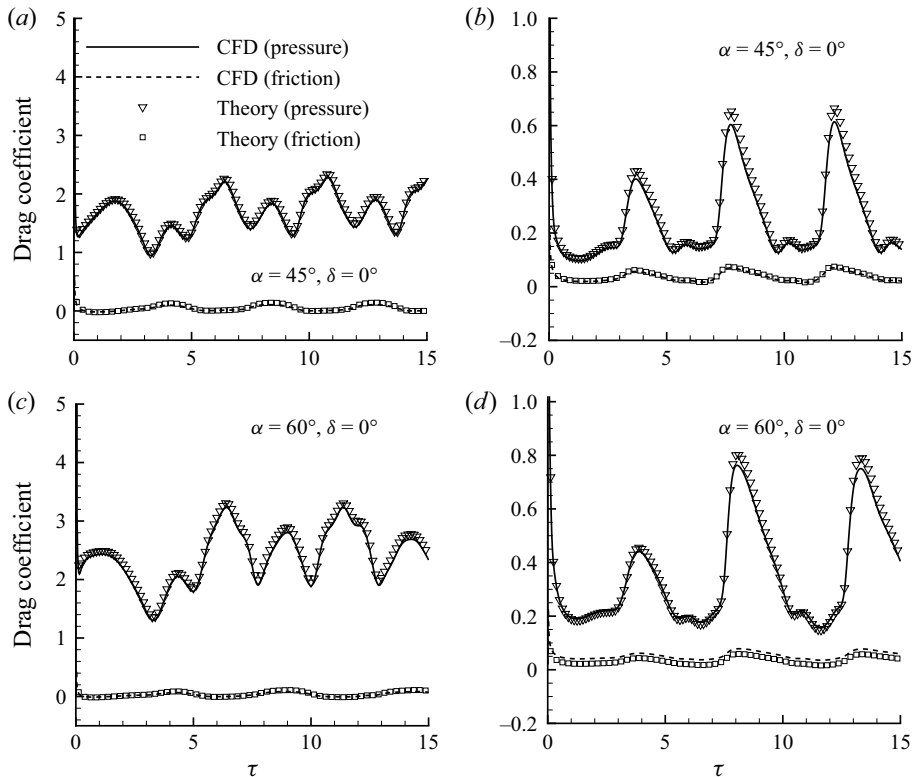 (a)
5
4
3
2
1
0
0 5 10 15
Drag coefficient
CFD (pressure)
CFD (friction)
Theory (pressure)
Theory (friction)
α = 45°, δ = 0°
(b)
1.0
0.8
0.6
0.4
0.2
0
–0.2
0 5 10 15
α = 45°, δ = 0°
(c)
5
4
3
2
1
0
0 5 10 15
Drag coefficient
τ
α = 60°, δ = 0°
(d)
1.0
0.8
0.6
0.4
0.2
0
–0.2
0 5 10 15
τ
α = 60°, δ = 0°